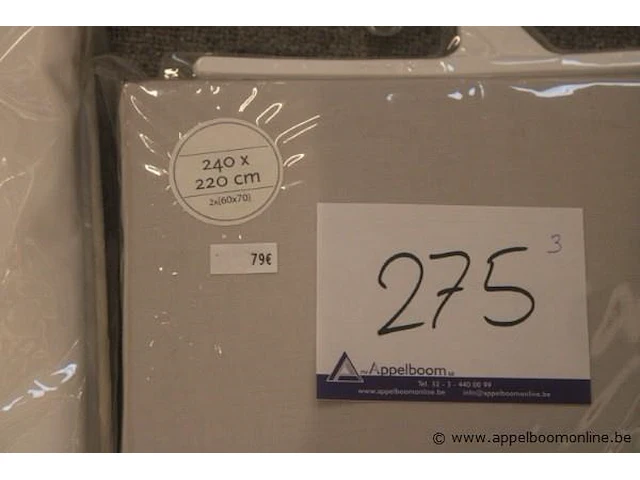 240 x
220 cm
2x(60x70)
79€
275
3
Appelboom
Tel. 32 - 3 - 440 00 99
www.appelboomonline.be info@appelboomonline.be
© www.appelboomonline.be